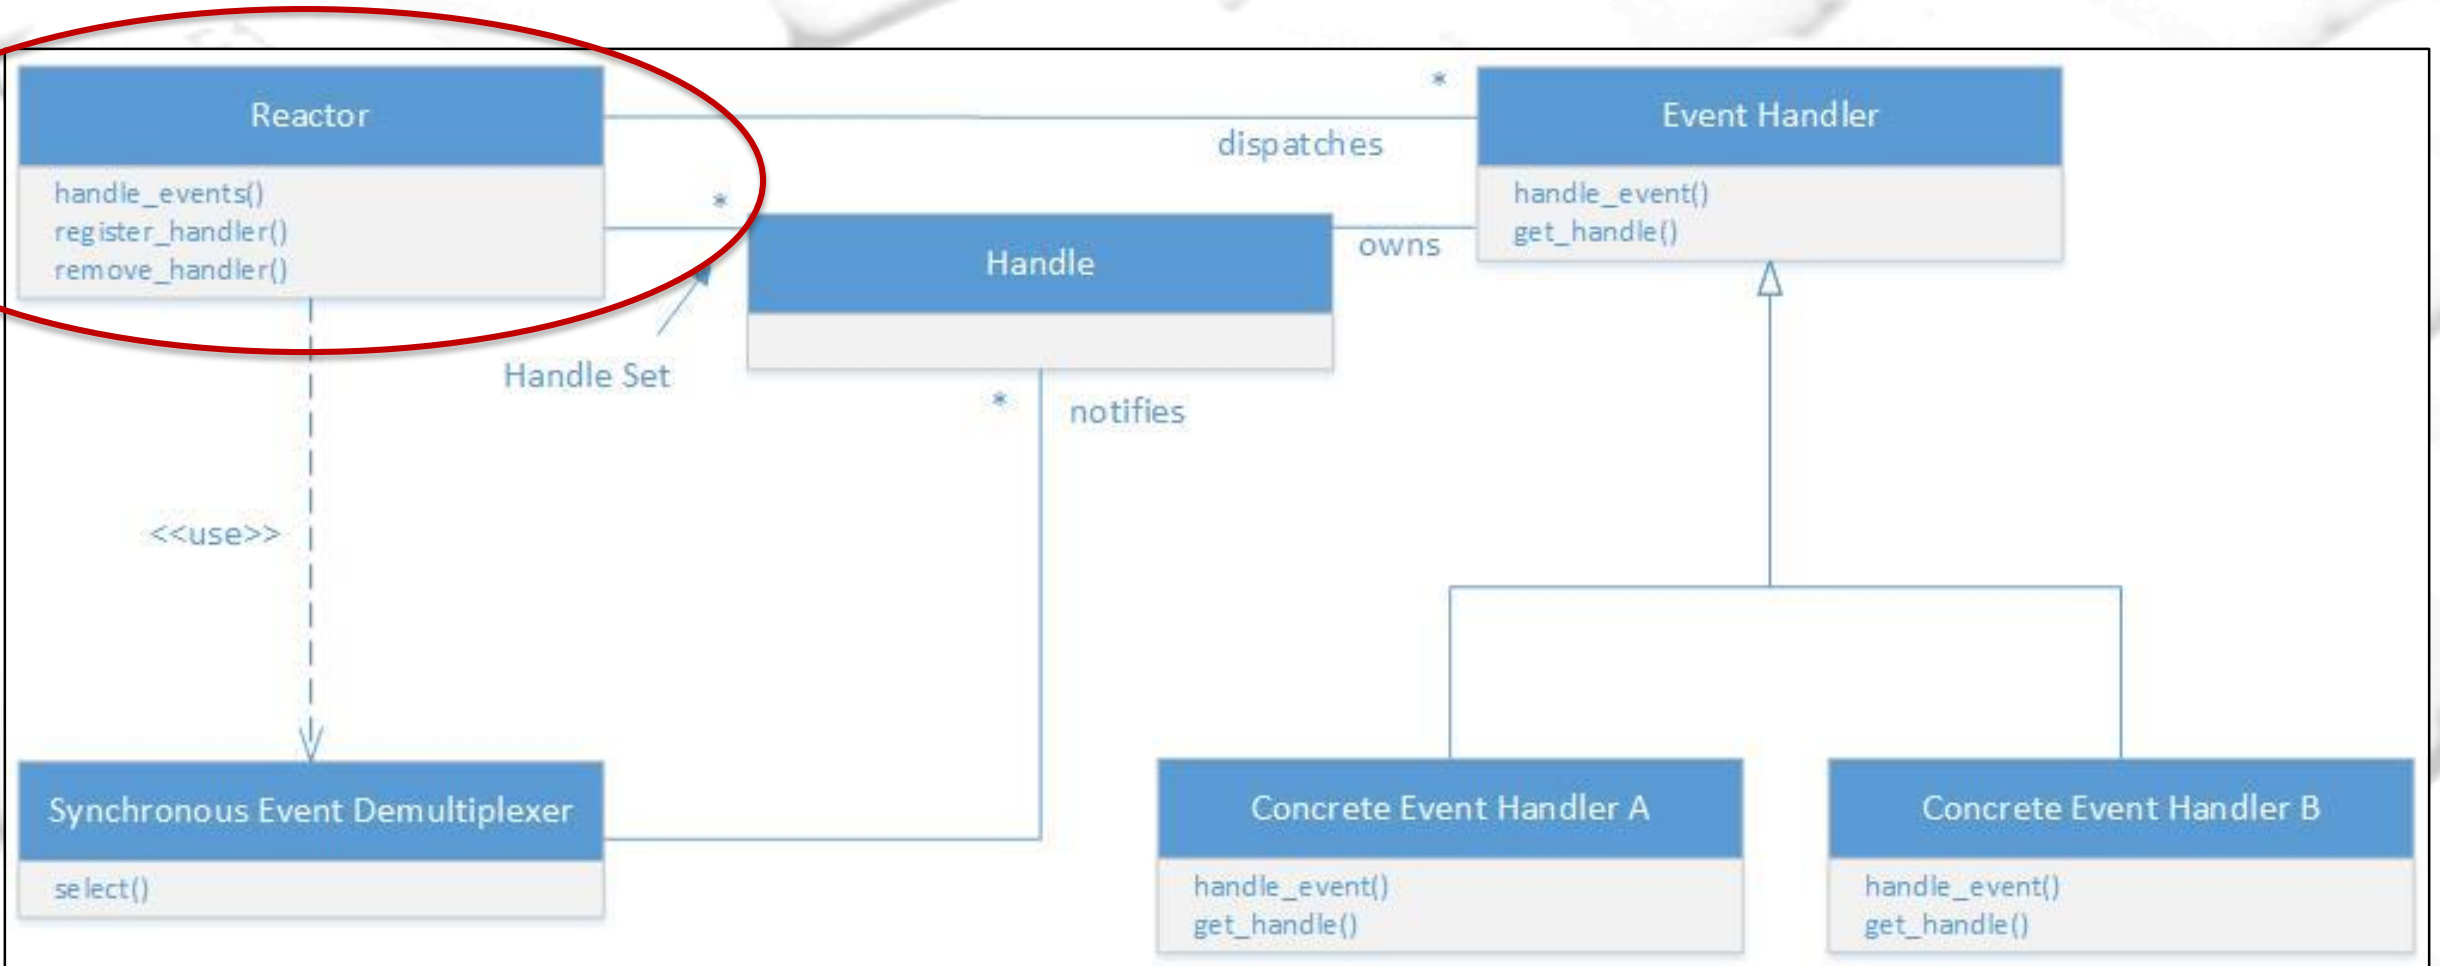 Reactor
handle_events()
register_handler()
remove_handler()
*
dispatches
Event Handler
handle_event()
get_handle()
*
Handle
owns
Handle Set
*
notifies
<<use>>
Synchronous Event Demultiplexer
select()
Concrete Event Handler A
handle_event()
get_handle()
Concrete Event Handler B
handle_event()
get_handle()